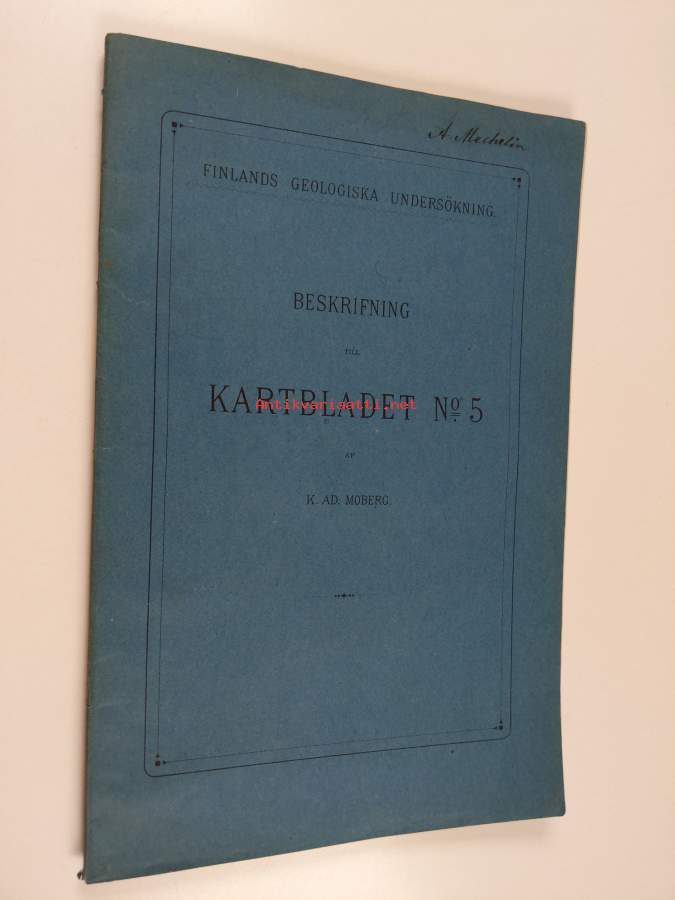 A. Mechelin
FINLANDS GEOLOGISKA UNDERSÖKNING.
BESKRIFNING
TILL
KARTBLADET No. 5
Antikvariaatti.net
AF
K. AD. MOBERG.